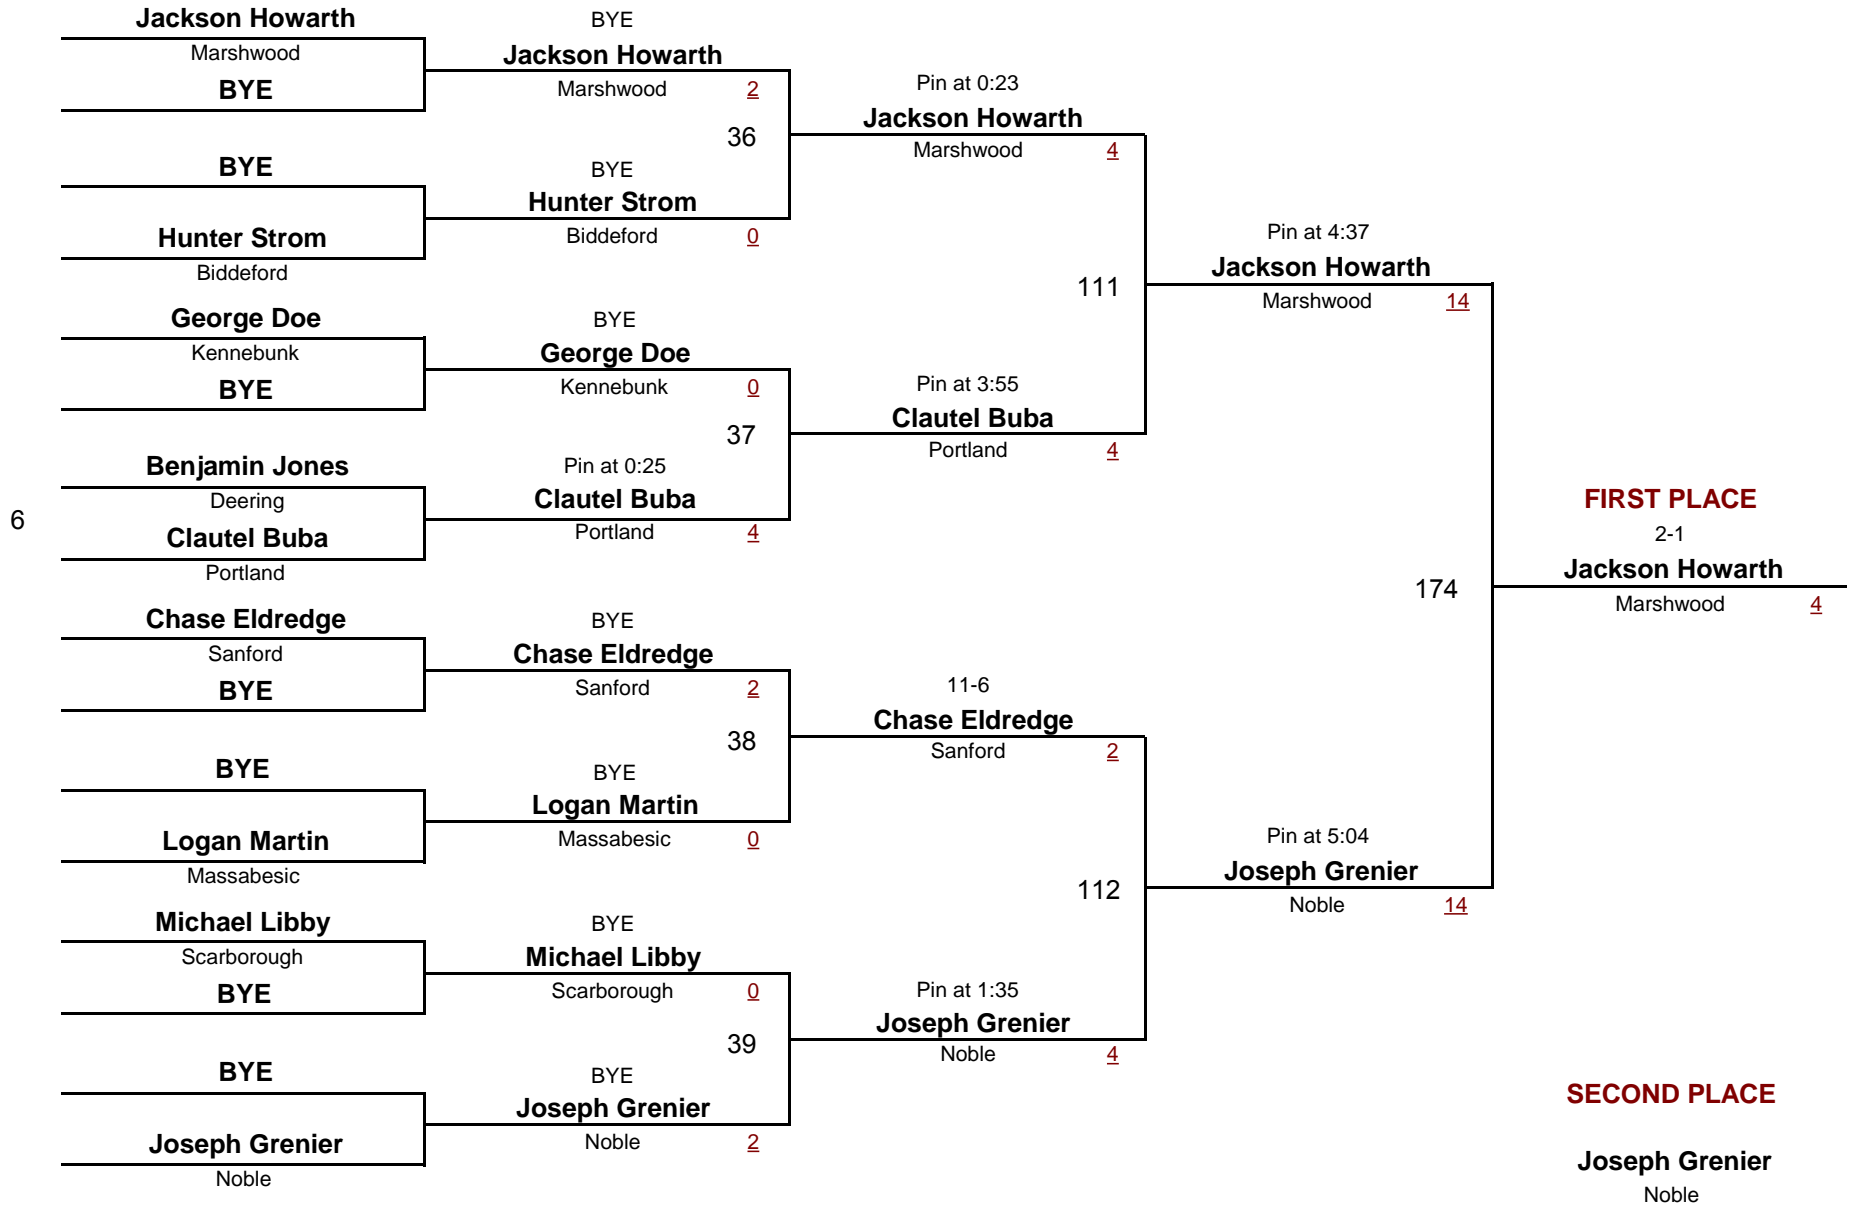 Jackson Howarth
Marshwood
BYE
BYE
Hunter Strom
Biddeford
George Doe
Kennebunk
BYE
Benjamin Jones
Deering
6
Clautel Buba
Portland
Chase Eldredge
Sanford
BYE
BYE
Logan Martin
Massabesic
Michael Libby
Scarborough
BYE
BYE
Joseph Grenier
Noble
BYE
Jackson Howarth
Marshwood 2
36
BYE
Hunter Strom
Biddeford 0
BYE
George Doe
Kennebunk 0
37
Pin at 0:25
Clautel Buba
Portland 4
BYE
Chase Eldredge
Sanford 2
38
BYE
Logan Martin
Massabesic 0
BYE
Michael Libby
Scarborough 0
39
BYE
Joseph Grenier
Noble 2
Pin at 0:23
Jackson Howarth
Marshwood 4
111
Pin at 3:55
Clautel Buba
Portland 4
11-6
Chase Eldredge
Sanford 2
112
Pin at 1:35
Joseph Grenier
Noble 4
Pin at 4:37
Jackson Howarth
Marshwood 14
174
Pin at 5:04
Joseph Grenier
Noble 14
FIRST PLACE
2-1
Jackson Howarth
Marshwood 4
SECOND PLACE
Joseph Grenier
Noble